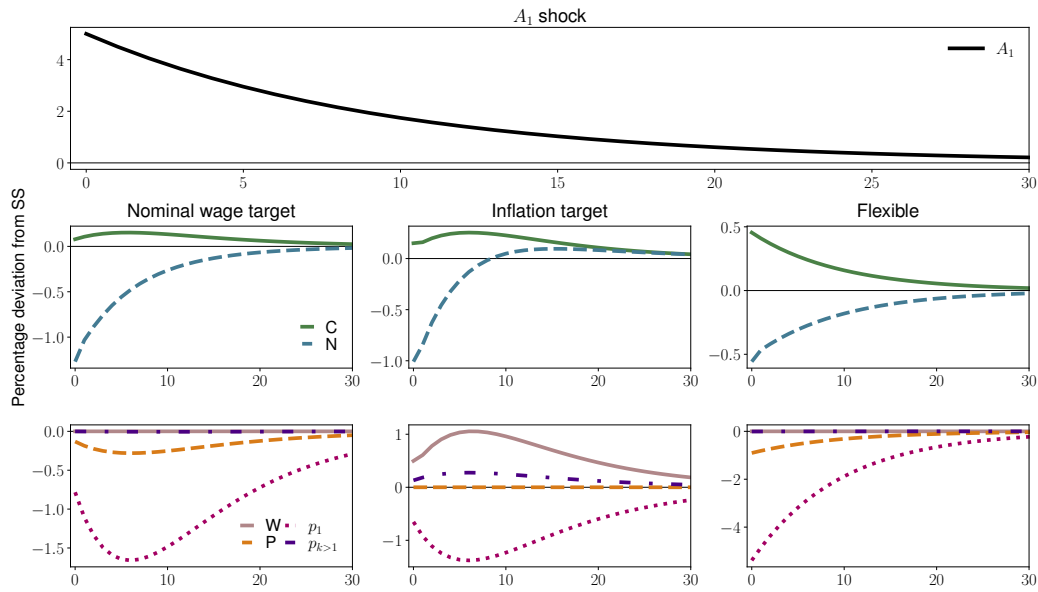 A₁ shock
4
2
0
A₁
0 5 10 15 20 25 30
Percentage deviation from SS
Nominal wage target
0.0
−0.5
−1.0
C
N
0 10 20 30
Inflation target
0.0
−0.5
−1.0
0 10 20 30
Flexible
0.5
0.0
−0.5
0 10 20 30
0.0
−0.5
−1.0
−1.5
W p₁
P pₖ>₁
0 10 20 30
1
0
−1
0 10 20 30
0
−2
−4
0 10 20 30